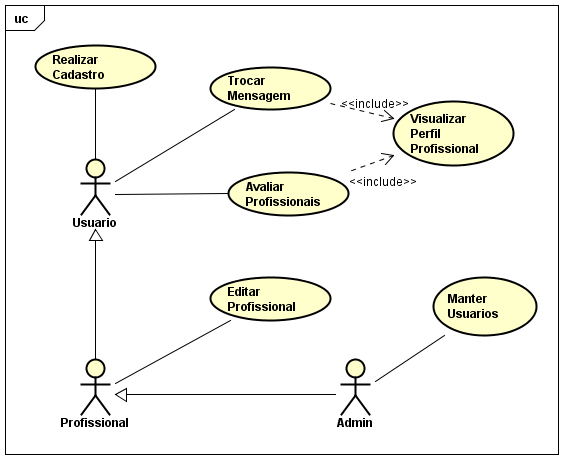 uc
Realizar
Cadastro
Trocar
Mensagem
<<include>>
Visualizar
Perfil
Profissional
Avaliar
Profissionais
<<include>>
Usuario
Editar
Profissional
Manter
Usuarios
Profissional
Admin